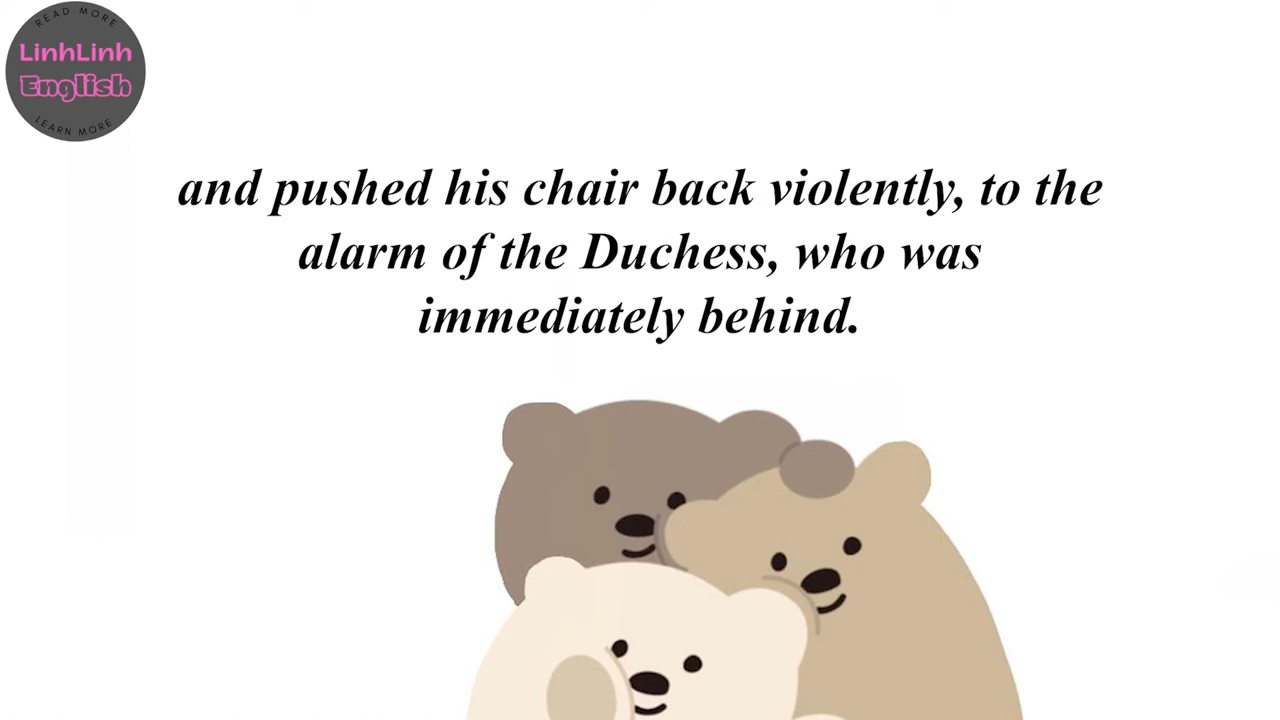 READ MORE
LinhLinh
English
LEARN MORE
and pushed his chair back violently, to the
alarm of the Duchess, who was
immediately behind.